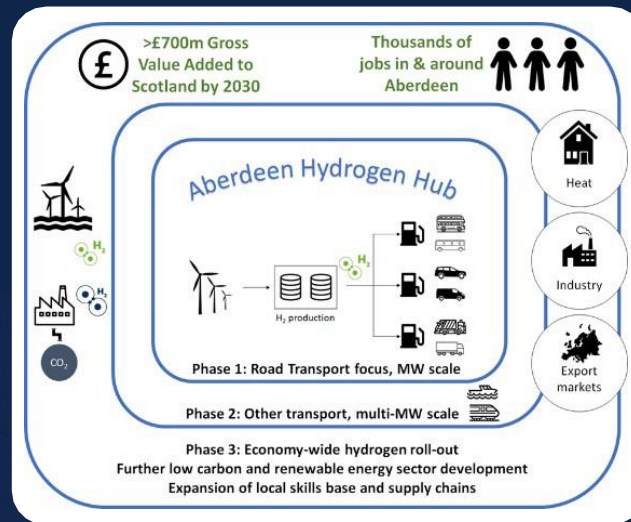 >£700m Gross
Value Added to
Scotland by 2030
Thousands of
jobs in & around
Aberdeen
£
Aberdeen Hydrogen Hub
Heat
H₂
H₂
H₂ production
Industry
H₂
CO₂
Export
markets
Phase 1: Road Transport focus, MW scale
Phase 2: Other transport, multi-MW scale
Phase 3: Economy-wide hydrogen roll-out
Further low carbon and renewable energy sector development
Expansion of local skills base and supply chains